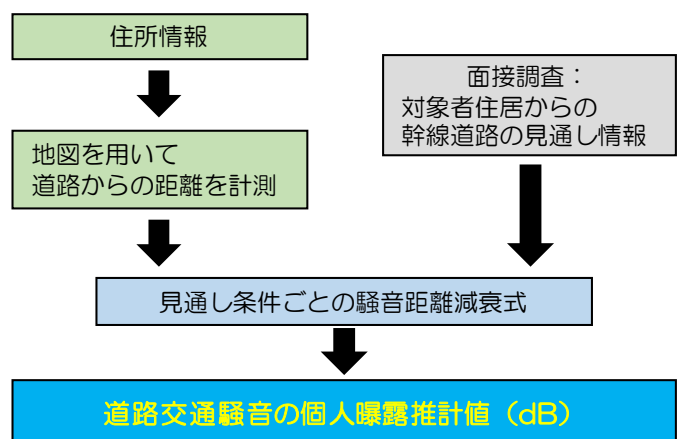 住所情報
面接調査：
対象者住居からの
幹線道路の見通し情報
地図を用いて
道路からの距離を計測
見通し条件ごとの騒音距離減衰式
道路交通騒音の個人曝露推計値（dB）